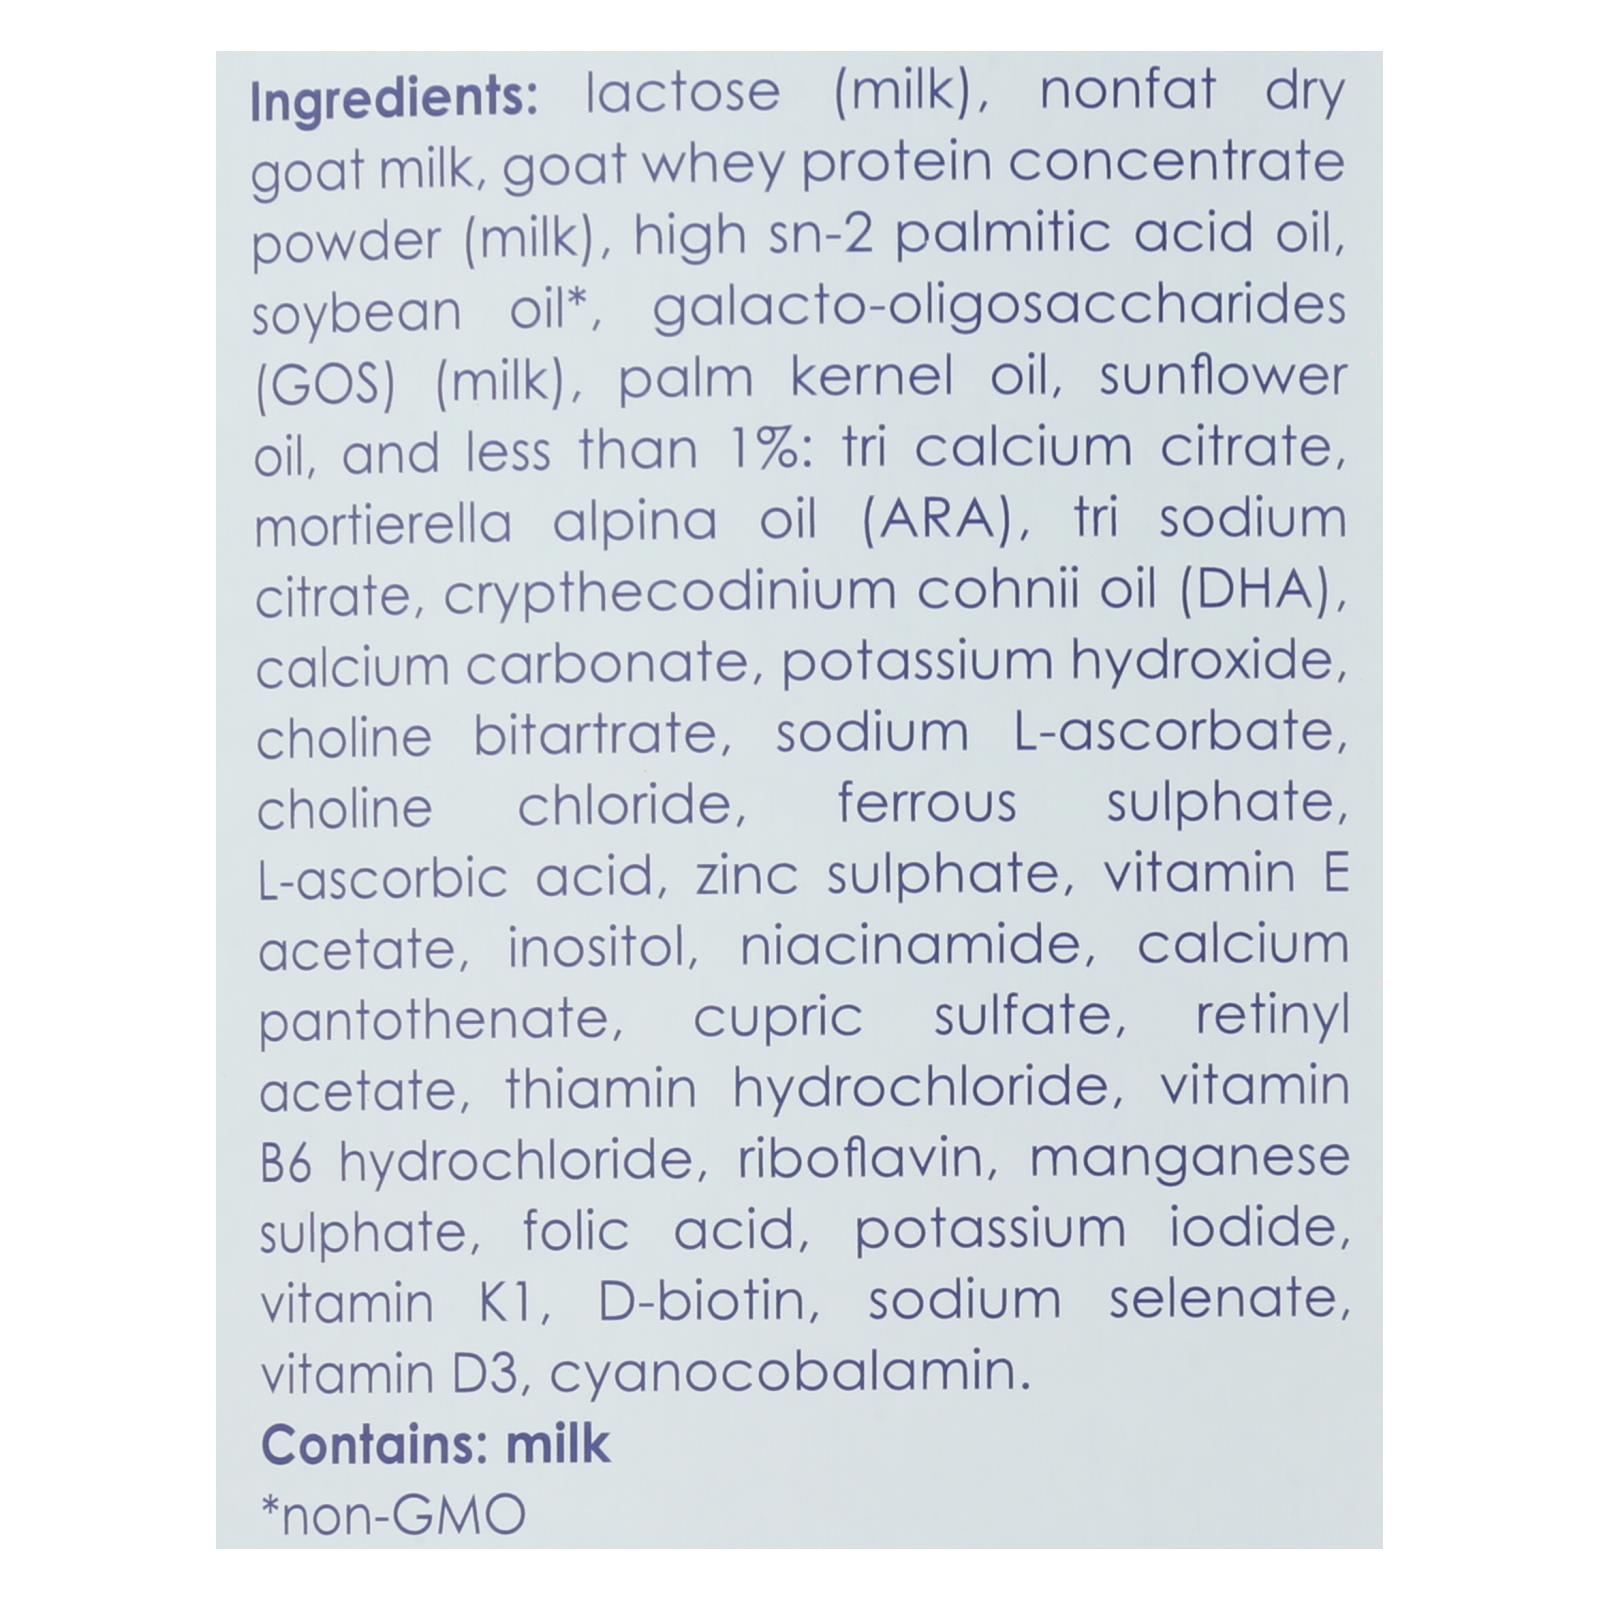 Ingredients: lactose (milk), nonfat dry
goat milk, goat whey protein concentrate
powder (milk), high sn-2 palmitic acid oil,
soybean oil*, galacto-oligosaccharides
(GOS) (milk), palm kernel oil, sunflower
oil, and less than 1%: tri calcium citrate,
mortierella alpina oil (ARA), tri sodium
citrate, crypthecodinium cohnii oil (DHA),
calcium carbonate, potassium hydroxide,
choline bitartrate, sodium L-ascorbate,
choline chloride, ferrous sulphate,
L-ascorbic acid, zinc sulphate, vitamin E
acetate, inositol, niacinamide, calcium
pantothenate, cupric sulfate, retinyl
acetate, thiamin hydrochloride, vitamin
B6 hydrochloride, riboflavin, manganese
sulphate, folic acid, potassium iodide,
vitamin K1, D-biotin, sodium selenate,
vitamin D3, cyanocobalamin.
Contains: milk
*non-GMO